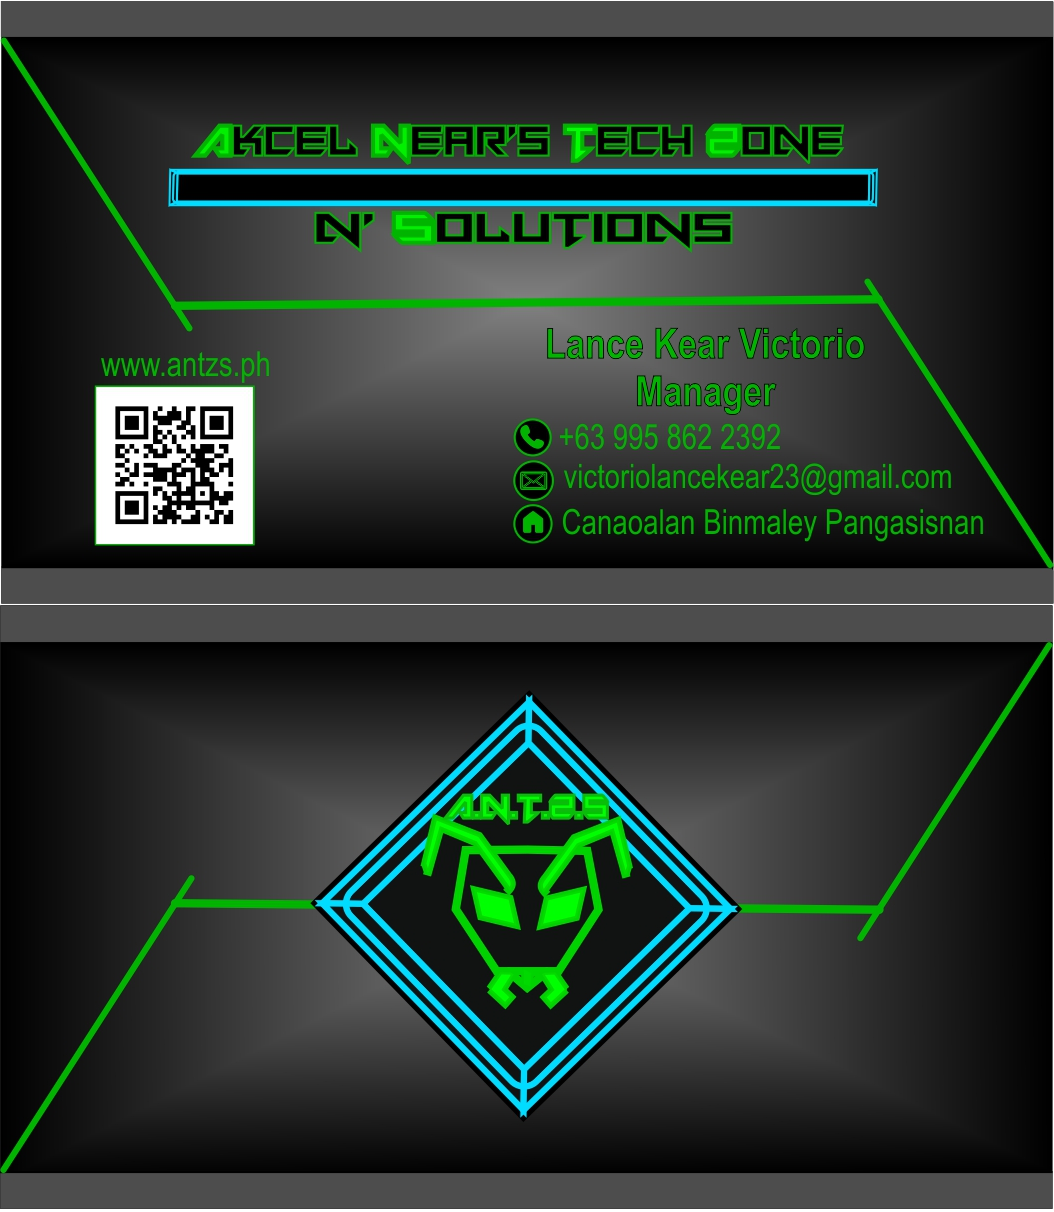 Akcel Near's Tech Zone
N' Solutions
Lance Kear Victorio
Manager
www.antzs.ph
+63 995 862 2392
victoriolancekear23@gmail.com
Canaoalan Binmaley Pangasisnan
A.N.T.Z.S